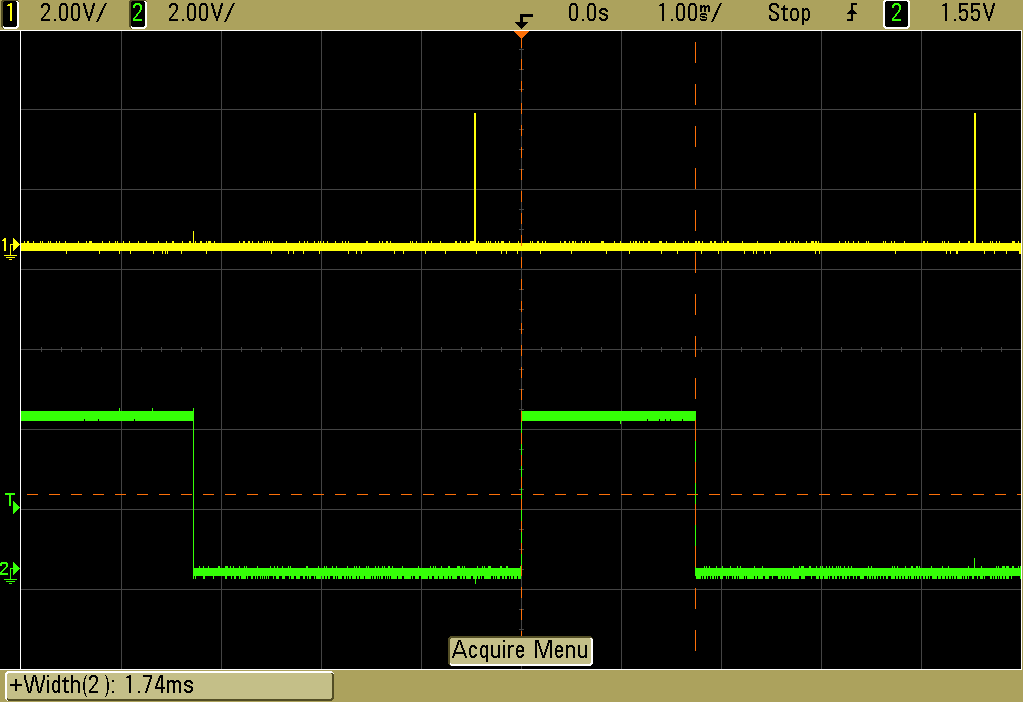 1 2.00V/ 2 2.00V/ 0.0s 1.00ms/ Stop 2 1.55V
1
T
2
Acquire Menu
+Width(2): 1.74ms